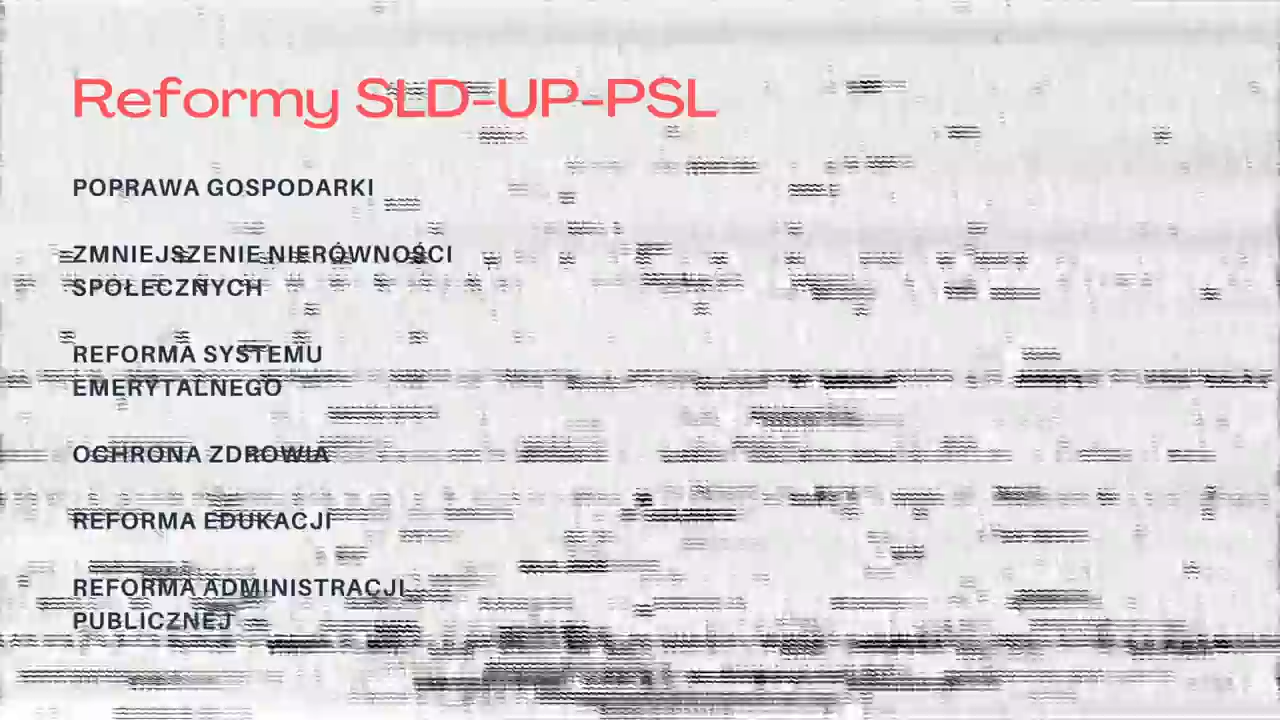 Reformy SLD-UP-PSL
POPRAWA GOSPODARKI
ZMNIEJSZENIE NIERÓWNOŚCI
SPOŁECZNYCH
REFORMA SYSTEMU
EMERYTALNEGO
OCHRONA ZDROWIA
REFORMA EDUKACJI
REFORMA ADMINISTRACJI
PUBLICZNEJ